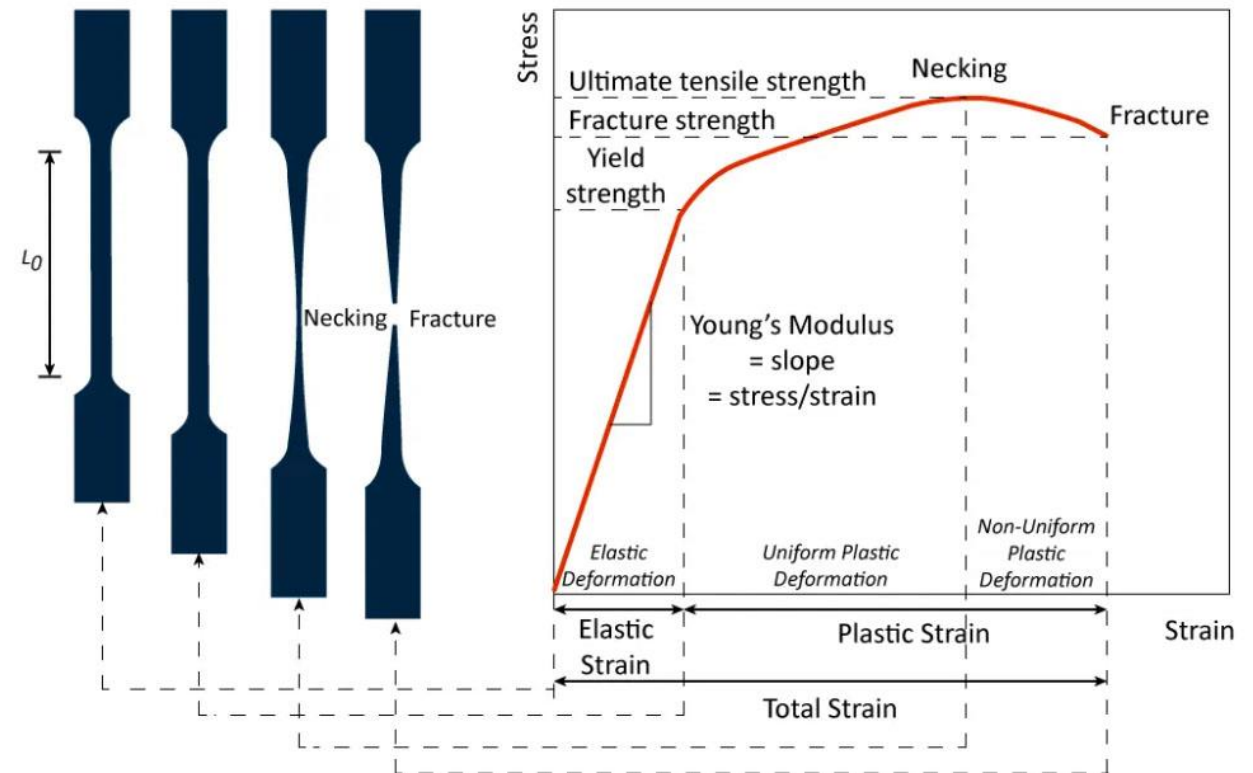 L0
Necking
Fracture
Stress
Ultimate tensile strength
Necking
Fracture strength
Fracture
Yield
strength
Young's Modulus
= slope
= stress/strain
Elastic
Deformation
Uniform Plastic
Deformation
Non-Uniform
Plastic
Deformation
Elastic
Strain
Plastic Strain
Strain
Total Strain